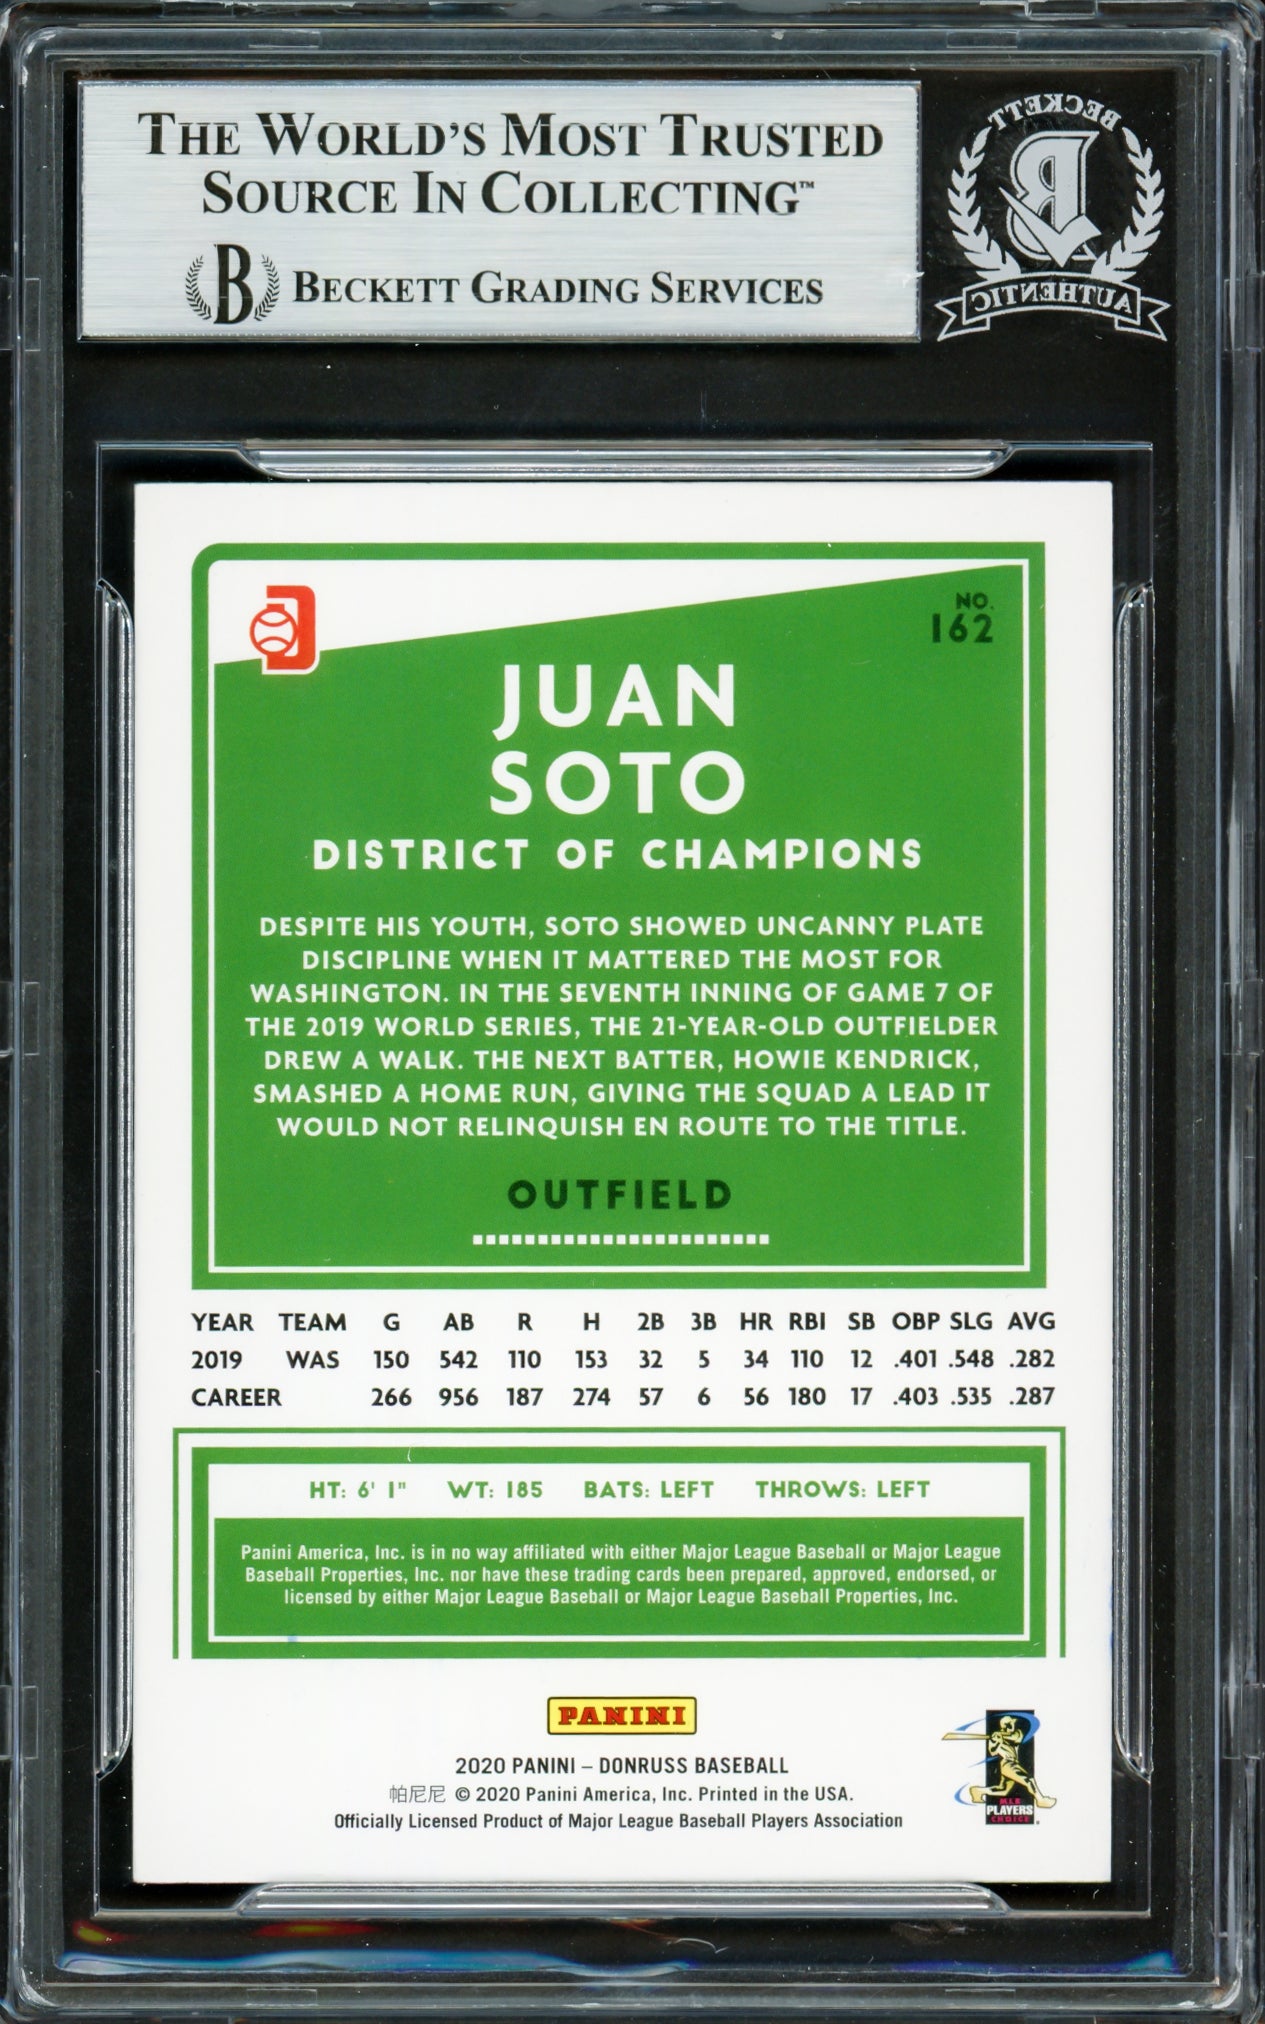 THE WORLD'S MOST TRUSTED
SOURCE IN COLLECTING™
B BECKETT GRADING SERVICES
BECKETT
B
AUTHENTIC
NO.
162
JUAN
SOTO
DISTRICT OF CHAMPIONS
DESPITE HIS YOUTH, SOTO SHOWED UNCANNY PLATE
DISCIPLINE WHEN IT MATTERED THE MOST FOR
WASHINGTON. IN THE SEVENTH INNING OF GAME 7 OF
THE 2019 WORLD SERIES, THE 21-YEAR-OLD OUTFIELDER
DREW A WALK. THE NEXT BATTER, HOWIE KENDRICK,
SMASHED A HOME RUN, GIVING THE SQUAD A LEAD IT
WOULD NOT RELINQUISH EN ROUTE TO THE TITLE.
OUTFIELD
YEAR TEAM G AB R H 2B 3B HR RBI SB OBP SLG AVG
2019 WAS 150 542 110 153 32 5 34 110 12 .401 .548 .282
CAREER 266 956 187 274 57 6 56 180 17 .403 .535 .287
HT: 6' 1" WT: 185 BATS: LEFT THROWS: LEFT
Panini America, Inc. is in no way affiliated with either Major League Baseball or Major League
Baseball Properties, Inc. nor have these trading cards been prepared, approved, endorsed, or
licensed by either Major League Baseball or Major League Baseball Properties, Inc.
PANINI
2020 PANINI – DONRUSS BASEBALL
帕尼尼 © 2020 Panini America, Inc. Printed in the USA.
Officially Licensed Product of Major League Baseball Players Association
MLB
PLAYERS
CHOICE